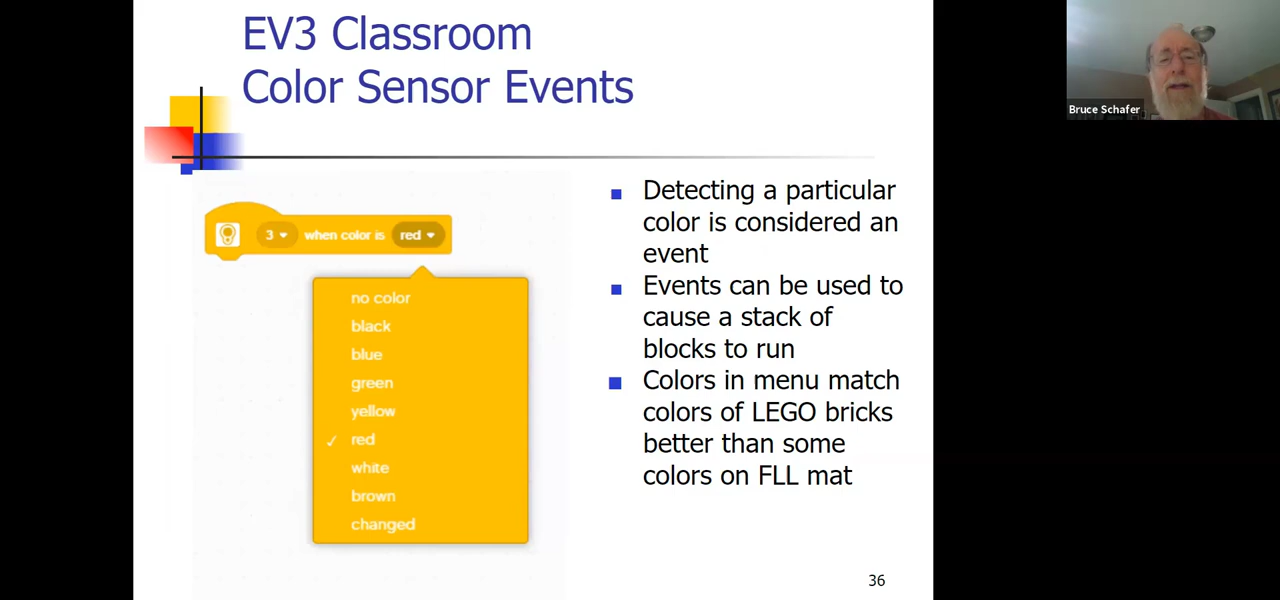 EV3 Classroom
Color Sensor Events
Bruce Schafer
3 when color is red
no color
black
blue
green
yellow
✓ red
white
brown
changed
Detecting a particular
color is considered an
event
Events can be used to
cause a stack of
blocks to run
Colors in menu match
colors of LEGO bricks
better than some
colors on FLL mat
36